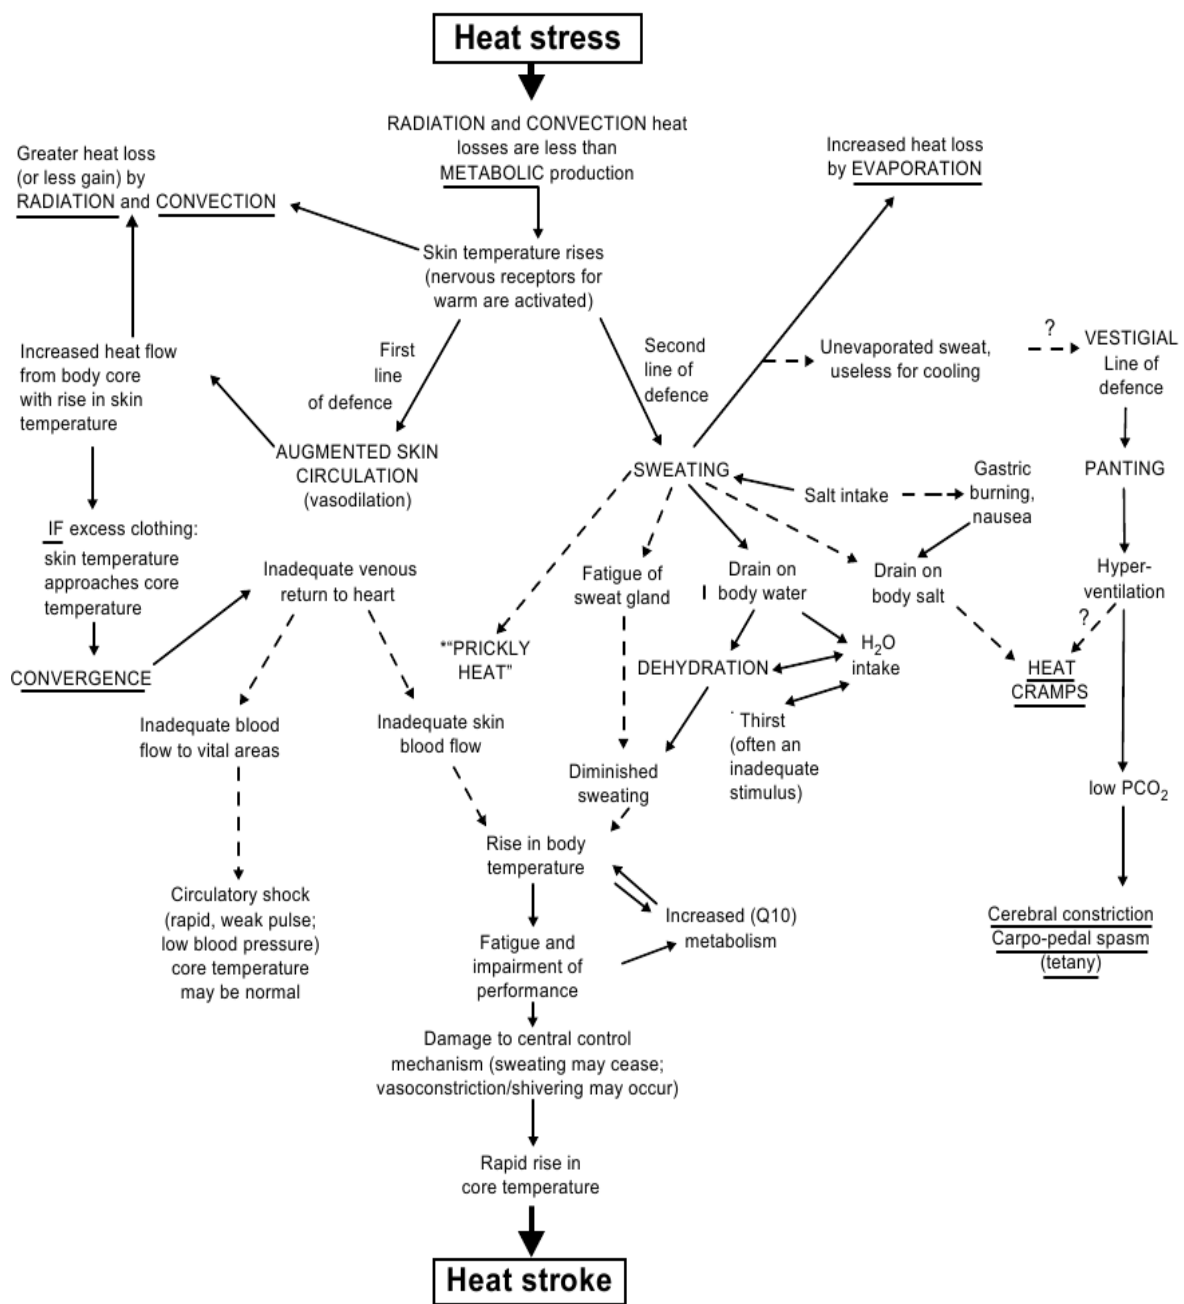 Heat stress
RADIATION and CONVECTION heat
losses are less than
METABOLIC production
Greater heat loss
(or less gain) by
RADIATION and CONVECTION
Increased heat loss
by EVAPORATION
Skin temperature rises
(nervous receptors for
warm are activated)
First
line
of defence
Second
line of
defence
Increased heat flow
from body core
with rise in skin
temperature
Unevaporated sweat,
useless for cooling
?
VESTIGIAL
Line of
defence
AUGMENTED SKIN
CIRCULATION
(vasodilation)
SWEATING
Salt intake
Gastric
burning,
nausea
PANTING
IF excess clothing:
skin temperature
approaches core
temperature
Inadequate venous
return to heart
Fatigue of
sweat gland
Drain on
body water
Drain on
body salt
Hyper-
ventilation
?
CONVERGENCE
*“PRICKLY
HEAT”
DEHYDRATION
H2O
intake
HEAT
CRAMPS
Inadequate blood
flow to vital areas
Inadequate skin
blood flow
Thirst
(often an
inadequate
stimulus)
Diminished
sweating
low PCO2
Rise in body
temperature
Circulatory shock
(rapid, weak pulse;
low blood pressure)
core temperature
may be normal
Increased (Q10)
metabolism
Fatigue and
impairment of
performance
Cerebral constriction
Carpo-pedal spasm
(tetany)
Damage to central control
mechanism (sweating may cease;
vasoconstriction/shivering may occur)
Rapid rise in
core temperature
Heat stroke